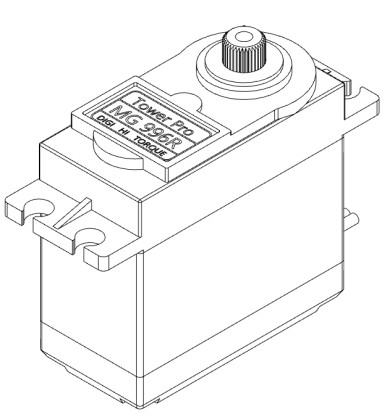 Tower Pro
MG 996R
DIGI HI TORQUE